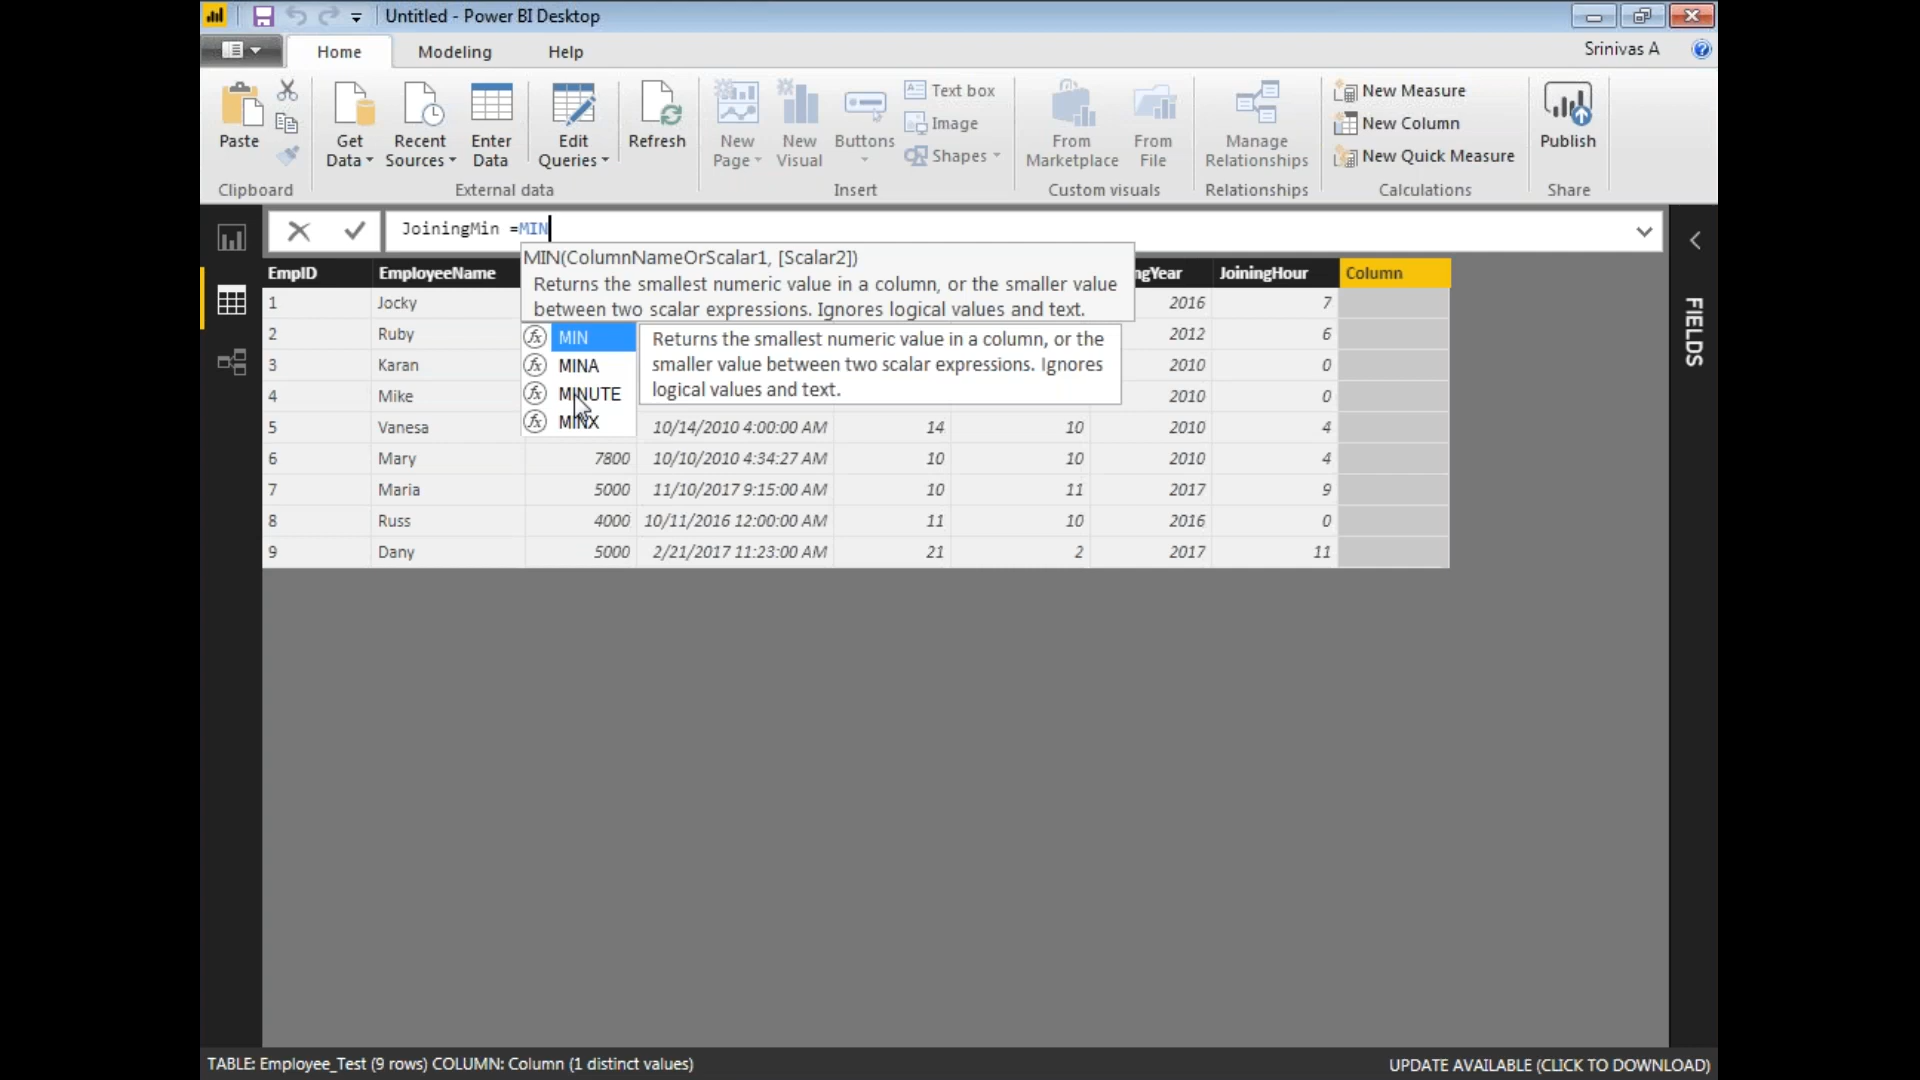 Untitled - Power BI Desktop
Home Modeling Help Srinivas A
Paste
Get Data
Recent Sources
Enter Data
Edit Queries
Refresh
New Page
New Visual
Buttons
Text box
Image
Shapes
From Marketplace
From File
Manage Relationships
New Measure
New Column
New Quick Measure
Publish
Clipboard External data Insert Custom visuals Relationships Calculations Share
JoiningMin =MIN
MIN(ColumnNameOrScalar1, [Scalar2])
Returns the smallest numeric value in a column, or the smaller value
between two scalar expressions. Ignores logical values and text.
MIN
MINA
MINUTE
MINX
Returns the smallest numeric value in a column, or the
smaller value between two scalar expressions. Ignores
logical values and text.
EmpID EmployeeName ngYear JoiningHour Column
1 Jocky 2016 7
2 Ruby 2012 6
3 Karan 2010 0
4 Mike 2010 0
5 Vanesa 10/14/2010 4:00:00 AM 14 10 2010 4
6 Mary 7800 10/10/2010 4:34:27 AM 10 10 2010 4
7 Maria 5000 11/10/2017 9:15:00 AM 10 11 2017 9
8 Russ 4000 10/11/2016 12:00:00 AM 11 10 2016 0
9 Dany 5000 2/21/2017 11:23:00 AM 21 2 2017 11
FIELDS
TABLE: Employee_Test (9 rows) COLUMN: Column (1 distinct values)
UPDATE AVAILABLE (CLICK TO DOWNLOAD)